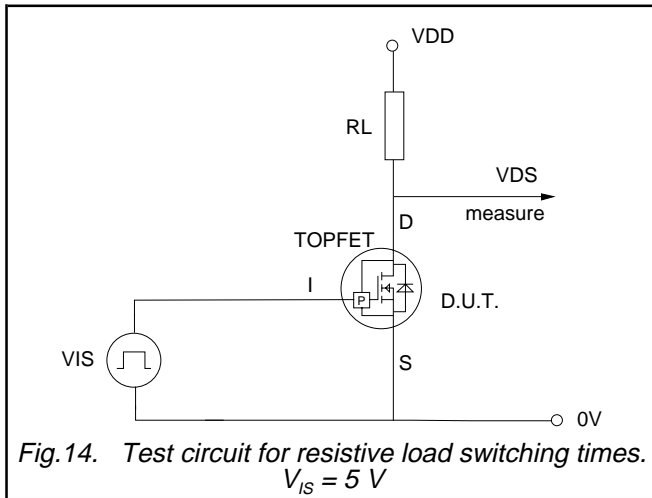 VDD
RL
VDS
measure
D
TOPFET
I
P
D.U.T.
VIS
S
0V
Fig.14. Test circuit for resistive load switching times.
VIS = 5 V